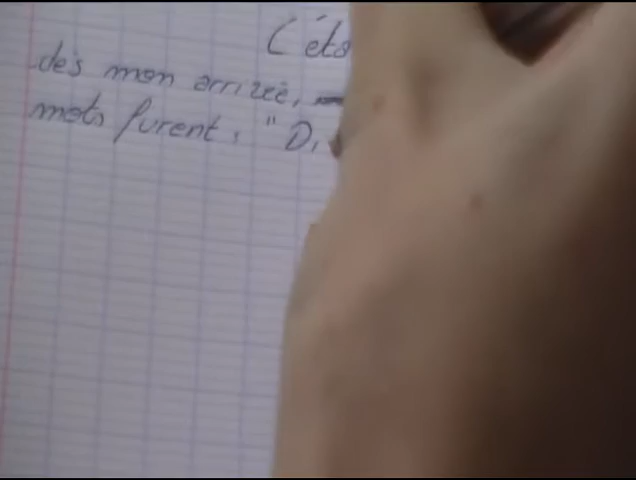 C'éta
dès mon arrivée,
mots furent, "D,